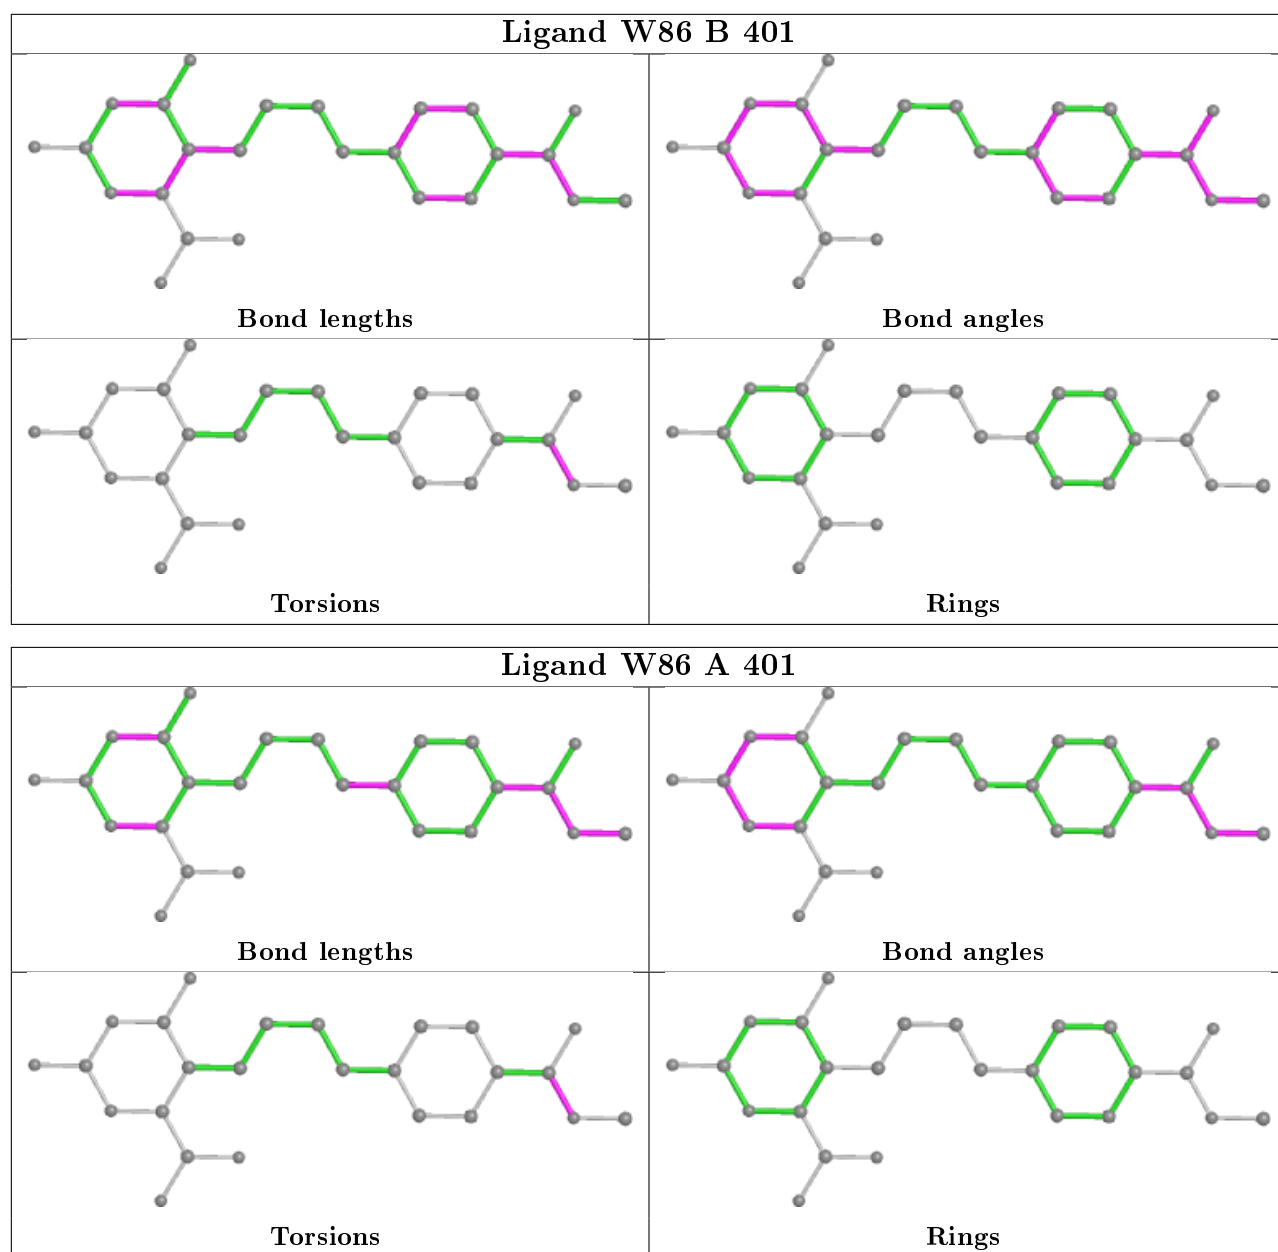 Ligand W86 B 401
Bond lengths
Bond angles
Torsions
Rings
Ligand W86 A 401
Bond lengths
Bond angles
Torsions
Rings